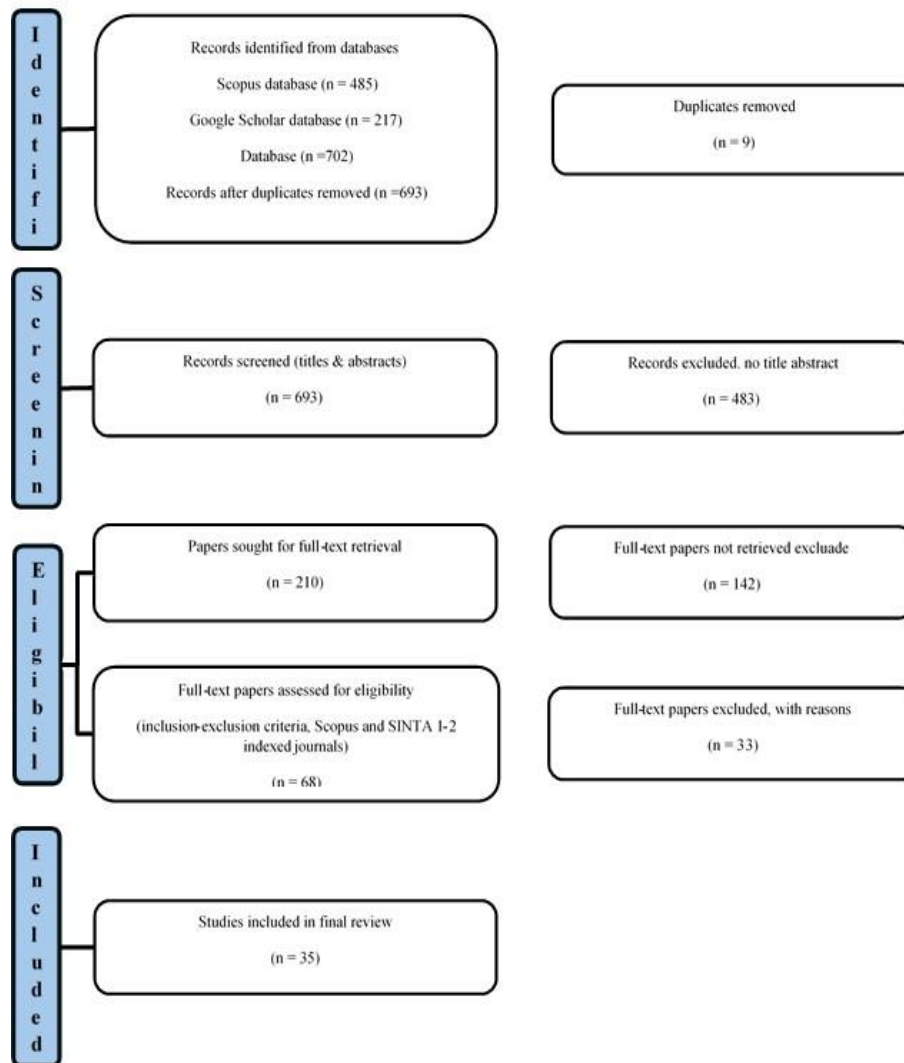 Identifi
Records identified from databases
Scopus database (n = 485)
Google Scholar database (n = 217)
Database (n =702)
Records after duplicates removed (n =693)
Duplicates removed
(n = 9)
Screenin
Records screened (titles & abstracts)
(n = 693)
Records excluded. no title abstract
(n = 483)
Eligibil
Papers sought for full-text retrieval
(n = 210)
Full-text papers not retrieved excluade
(n = 142)
Full-text papers assessed for eligibility
(inclusion-exclusion criteria, Scopus and SINTA 1-2
indexed journals)
(n = 68)
Full-text papers excluded, with reasons
(n = 33)
Included
Studies included in final review
(n = 35)